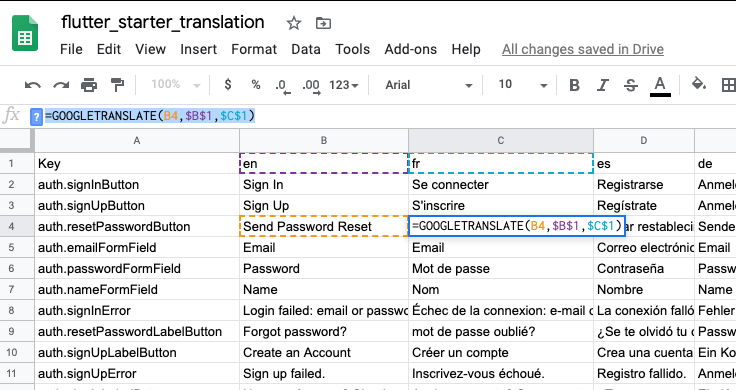 flutter_starter_translation
File Edit View Insert Format Data Tools Add-ons Help All changes saved in Drive
100% $ % .0 .00 123 Arial 10 B I S A
fx ? =GOOGLETRANSLATE(B4,$B$1,$C$1)
A B C D
1 Key en fr es de
2 auth.signInButton Sign In Se connecter Registrarse Anmel
3 auth.signUpButton Sign Up S'inscrire Regístrate Anmel
4 auth.resetPasswordButton Send Password Reset =GOOGLETRANSLATE(B4,$B$1,$C$1) ar restableci Sende
5 auth.emailFormField Email Email Correo electrónic Email
6 auth.passwordFormField Password Mot de passe Contraseña Passw
7 auth.nameFormField Name Nom Nombre Name
8 auth.signInError Login failed: email or passwo Échec de la connexion: e-mail o La conexión falló Fehler
9 auth.resetPasswordLabelButton Forgot password? mot de passe oublié? ¿Se te olvidó tu c Passw
10 auth.signUpLabelButton Create an Account Créer un compte Crea una cuenta Ein Ko
11 auth.signUpError Sign up failed. Inscrivez-vous échoué. Registro fallido. Anmel